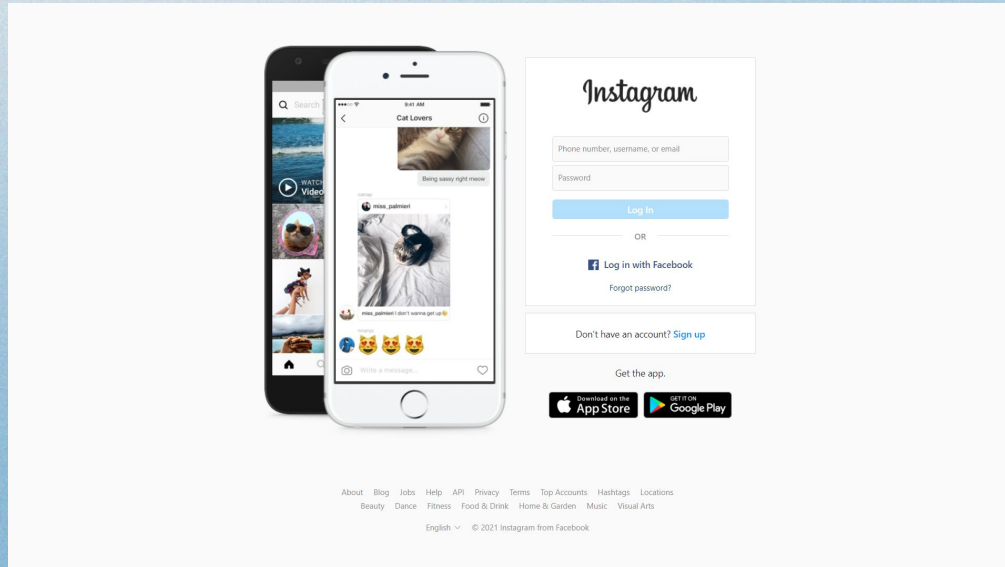 Search
WATCH
Video
9:41 AM
Cat Lovers
Being sassy right meow
miss_palmieri
miss_palmieri I don't wanna get up
Write a message...
Instagram
Phone number, username, or email
Password
Log In
OR
Log in with Facebook
Forgot password?
Don't have an account? Sign up
Get the app.
Download on the
App Store
GET IT ON
Google Play
About Blog Jobs Help API Privacy Terms Top Accounts Hashtags Locations
Beauty Dance Fitness Food & Drink Home & Garden Music Visual Arts
English © 2021 Instagram from Facebook